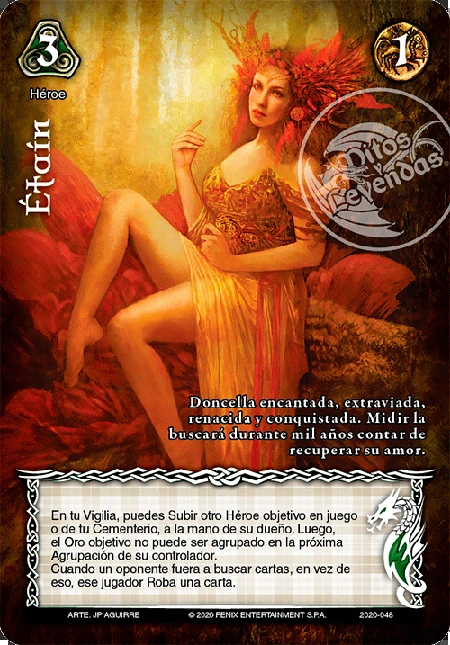 3
1
Héroe
Étaín
Mitos
Leyendas
Doncella encantada, extraviada,
renacida y conquistada. Midir la
buscará durante mil años contar de
recuperar su amor.
En tu Vigilia, puedes Subir otro Héroe objetivo en juego
o de tu Cementerio, a la mano de su dueño. Luego,
el Oro objetivo no puede ser agrupado en la próxima
Agrupación de su controlador.
Cuando un oponente fuera a buscar cartas, en vez de
eso, ese jugador Roba una carta.
ARTE. JP AGUIRRE © 2020 FENIX ENTERTAINMENT S.P.A. 2020-046